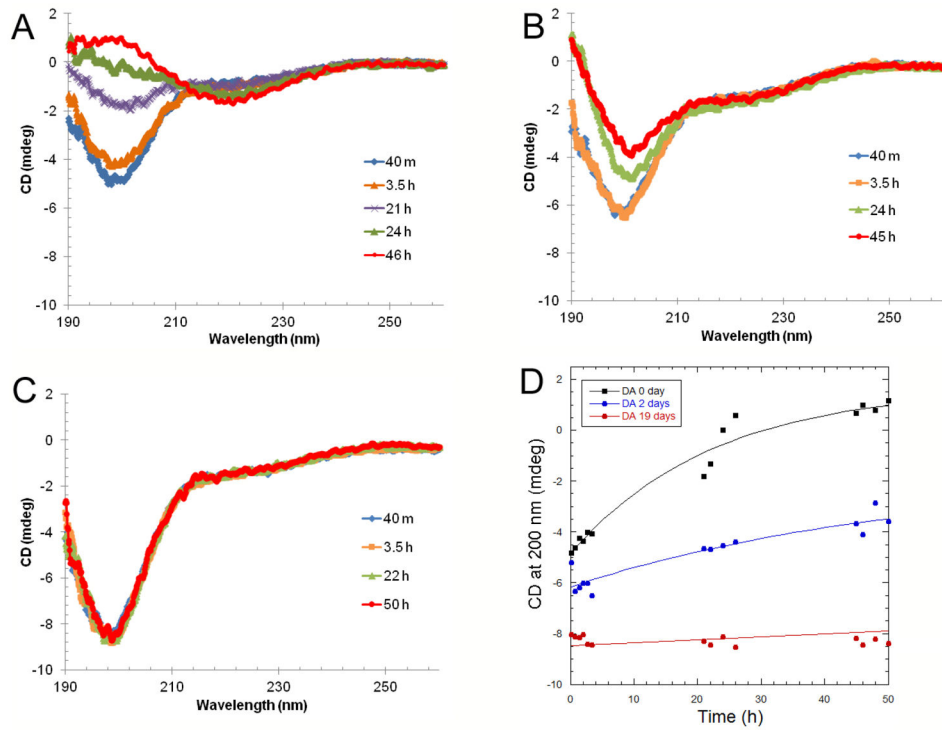 A
2
0
-2
-4
-6
-8
-10
CD (mdeg)
190
210
230
250
Wavelength (nm)
40 m
3.5 h
21 h
24 h
46 h
B
2
0
-2
-4
-6
-8
-10
CD (mdeg)
190
210
230
250
Wavelength (nm)
40 m
3.5 h
24 h
45 h
C
2
0
-2
-4
-6
-8
-10
CD (mdeg)
190
210
230
250
Wavelength (nm)
40 m
3.5 h
22 h
50 h
D
2
0
-2
-4
-6
-8
-10
CD at 200 nm (mdeg)
0
10
20
30
40
50
Time (h)
DA 0 day
DA 2 days
DA 19 days